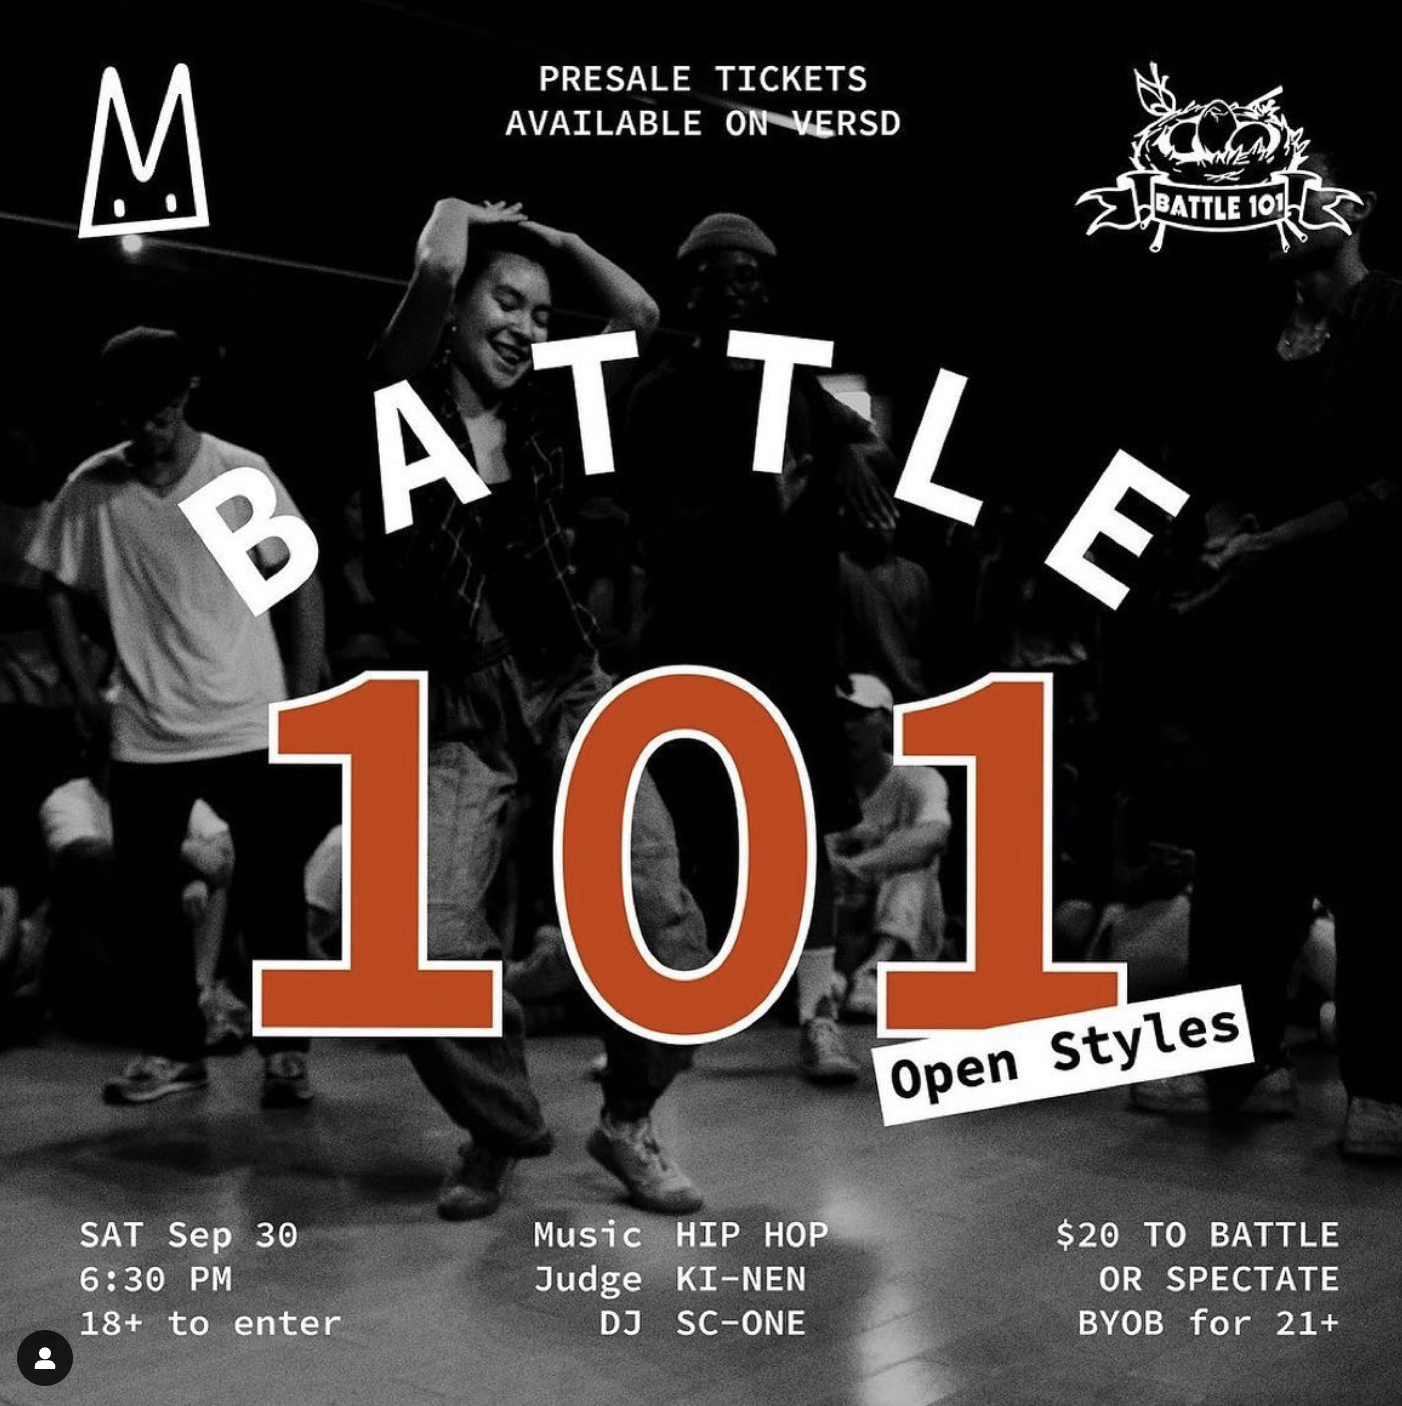 PRESALE TICKETS
AVAILABLE ON VERSD
BATTLE 101
BATTLE
101
Open Styles
SAT Sep 30
6:30 PM
18+ to enter
Music HIP HOP
Judge KI-NEN
DJ SC-ONE
$20 TO BATTLE
OR SPECTATE
BYOB for 21+